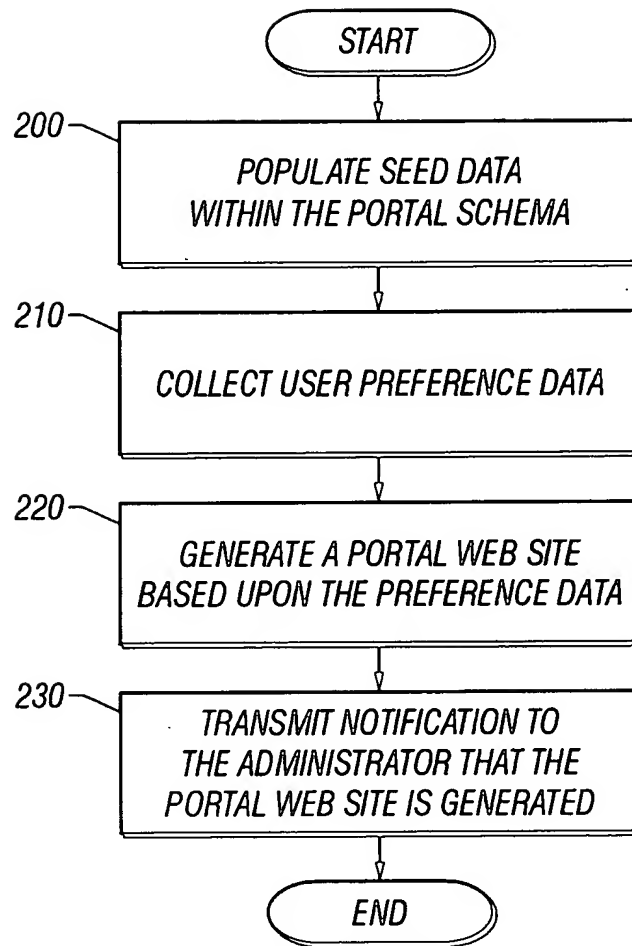 START
200
POPULATE SEED DATA
WITHIN THE PORTAL SCHEMA
210
COLLECT USER PREFERENCE DATA
220
GENERATE A PORTAL WEB SITE
BASED UPON THE PREFERENCE DATA
230
TRANSMIT NOTIFICATION TO
THE ADMINISTRATOR THAT THE
PORTAL WEB SITE IS GENERATED
END